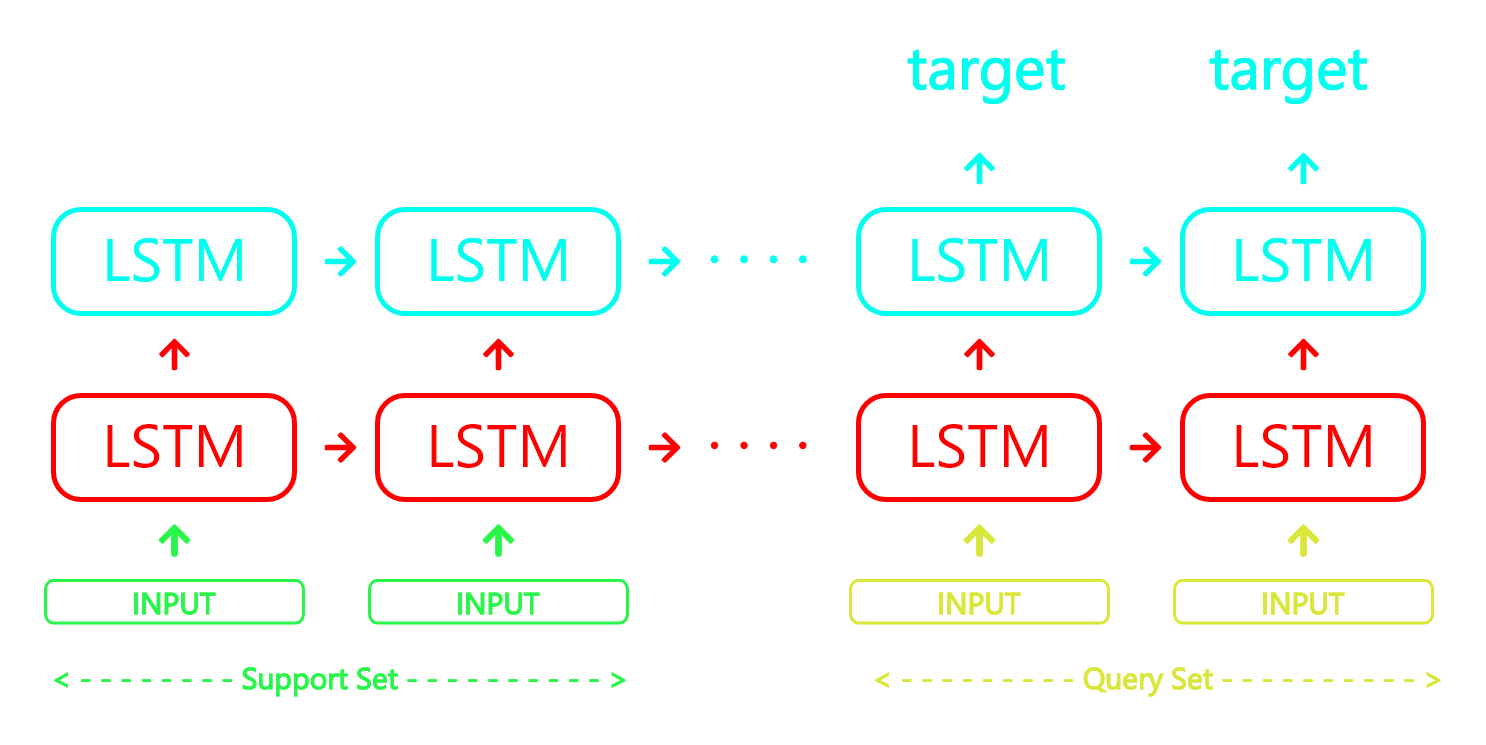 target target
LSTM LSTM · · · · LSTM LSTM
LSTM LSTM · · · · LSTM LSTM
INPUT INPUT INPUT INPUT
Support Set Query Set